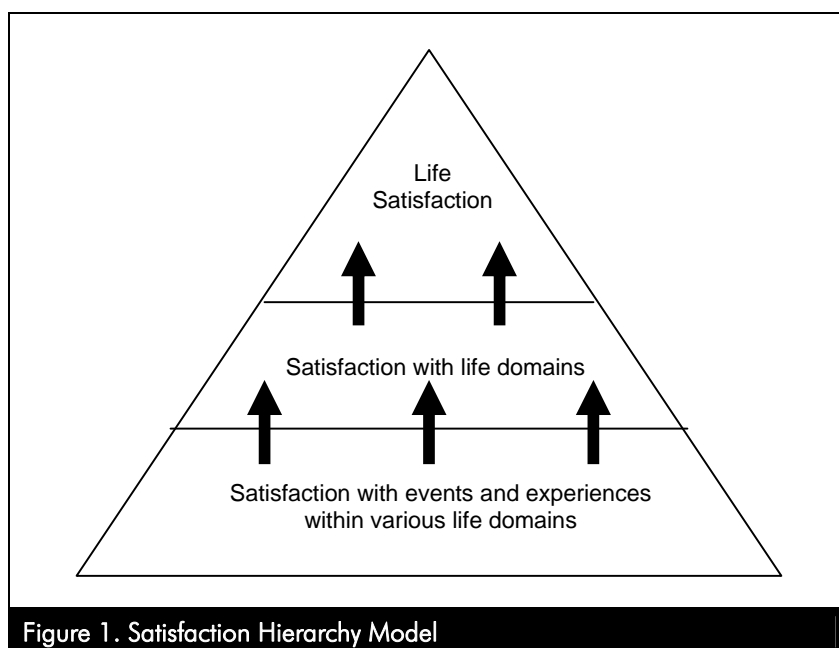 Life
Satisfaction
Satisfaction with life domains
Satisfaction with events and experiences
within various life domains
Figure 1. Satisfaction Hierarchy Model